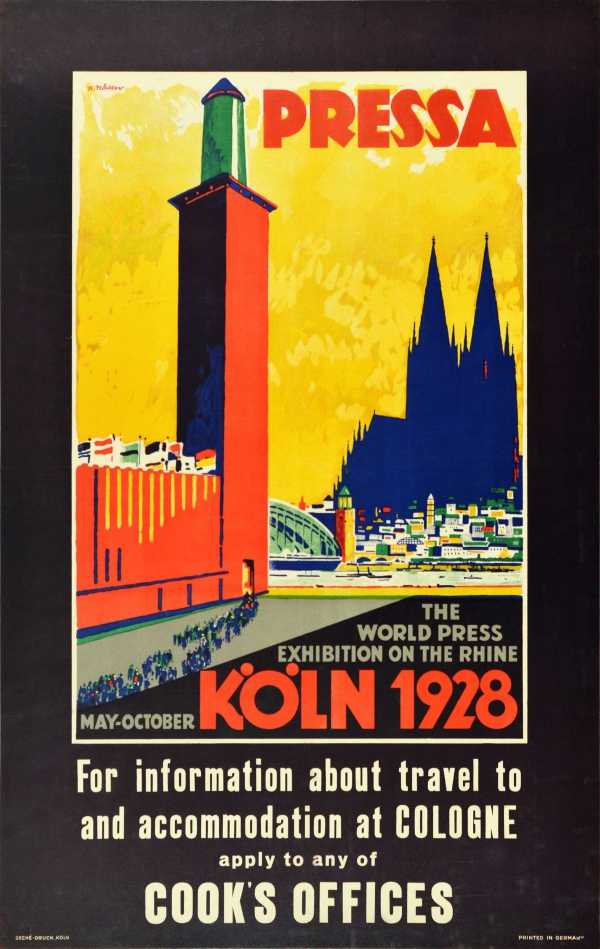 PRESSA
THE
WORLD PRESS
EXHIBITION ON THE RHINE
MAY-OCTOBER KÖLN 1928
For information about travel to
and accommodation at COLOGNE
apply to any of
COOK'S OFFICES
SECHÉ-DRUCK, KÖLN
PRINTED IN GERMANY